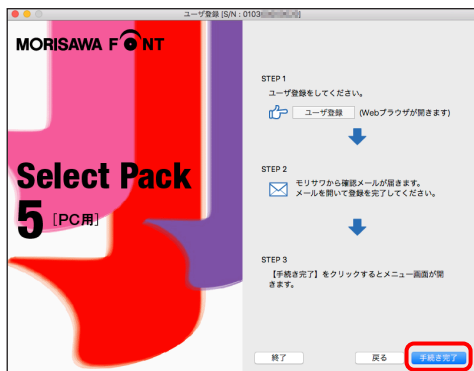 ユーザ登録 [S/N : 0103
MORISAWA FONT
Select Pack
5 [PC用]
STEP 1
ユーザ登録をしてください。
ユーザ登録 (Webブラウザが開きます)
STEP 2
モリサワから確認メールが届きます。
メールを開いて登録を完了してください。
STEP 3
【手続き完了】をクリックするとメニュー画面が開
きます。
終了 戻る 手続き完了